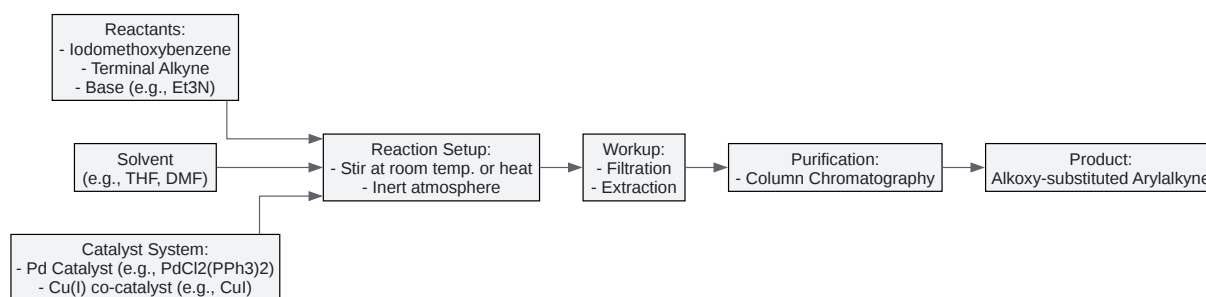 Reactants:
- Iodomethoxybenzene
- Terminal Alkyne
- Base (e.g., Et3N)
Solvent
(e.g., THF, DMF)
Catalyst System:
- Pd Catalyst (e.g., PdCl2(PPh3)2)
- Cu(I) co-catalyst (e.g., CuI)
Reaction Setup:
- Stir at room temp. or heat
- Inert atmosphere
Workup:
- Filtration
- Extraction
Purification:
- Column Chromatography
Product:
Alkoxy-substituted Arylalkyne